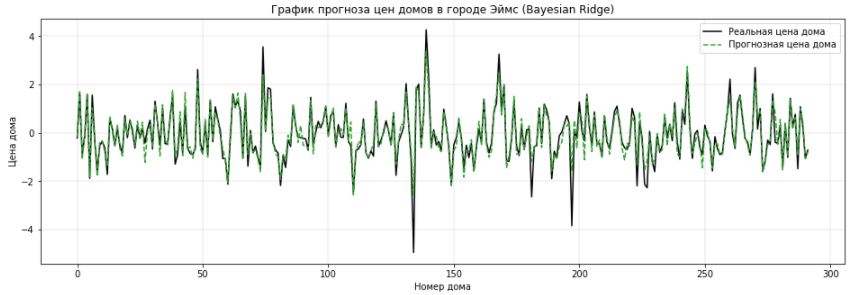 График прогноза цен домов в городе Эймс (Bayesian Ridge)
Реальная цена дома
Прогнозная цена дома
Цена дома
4
2
0
−2
−4
0 50 100 150 200 250 300
Номер дома